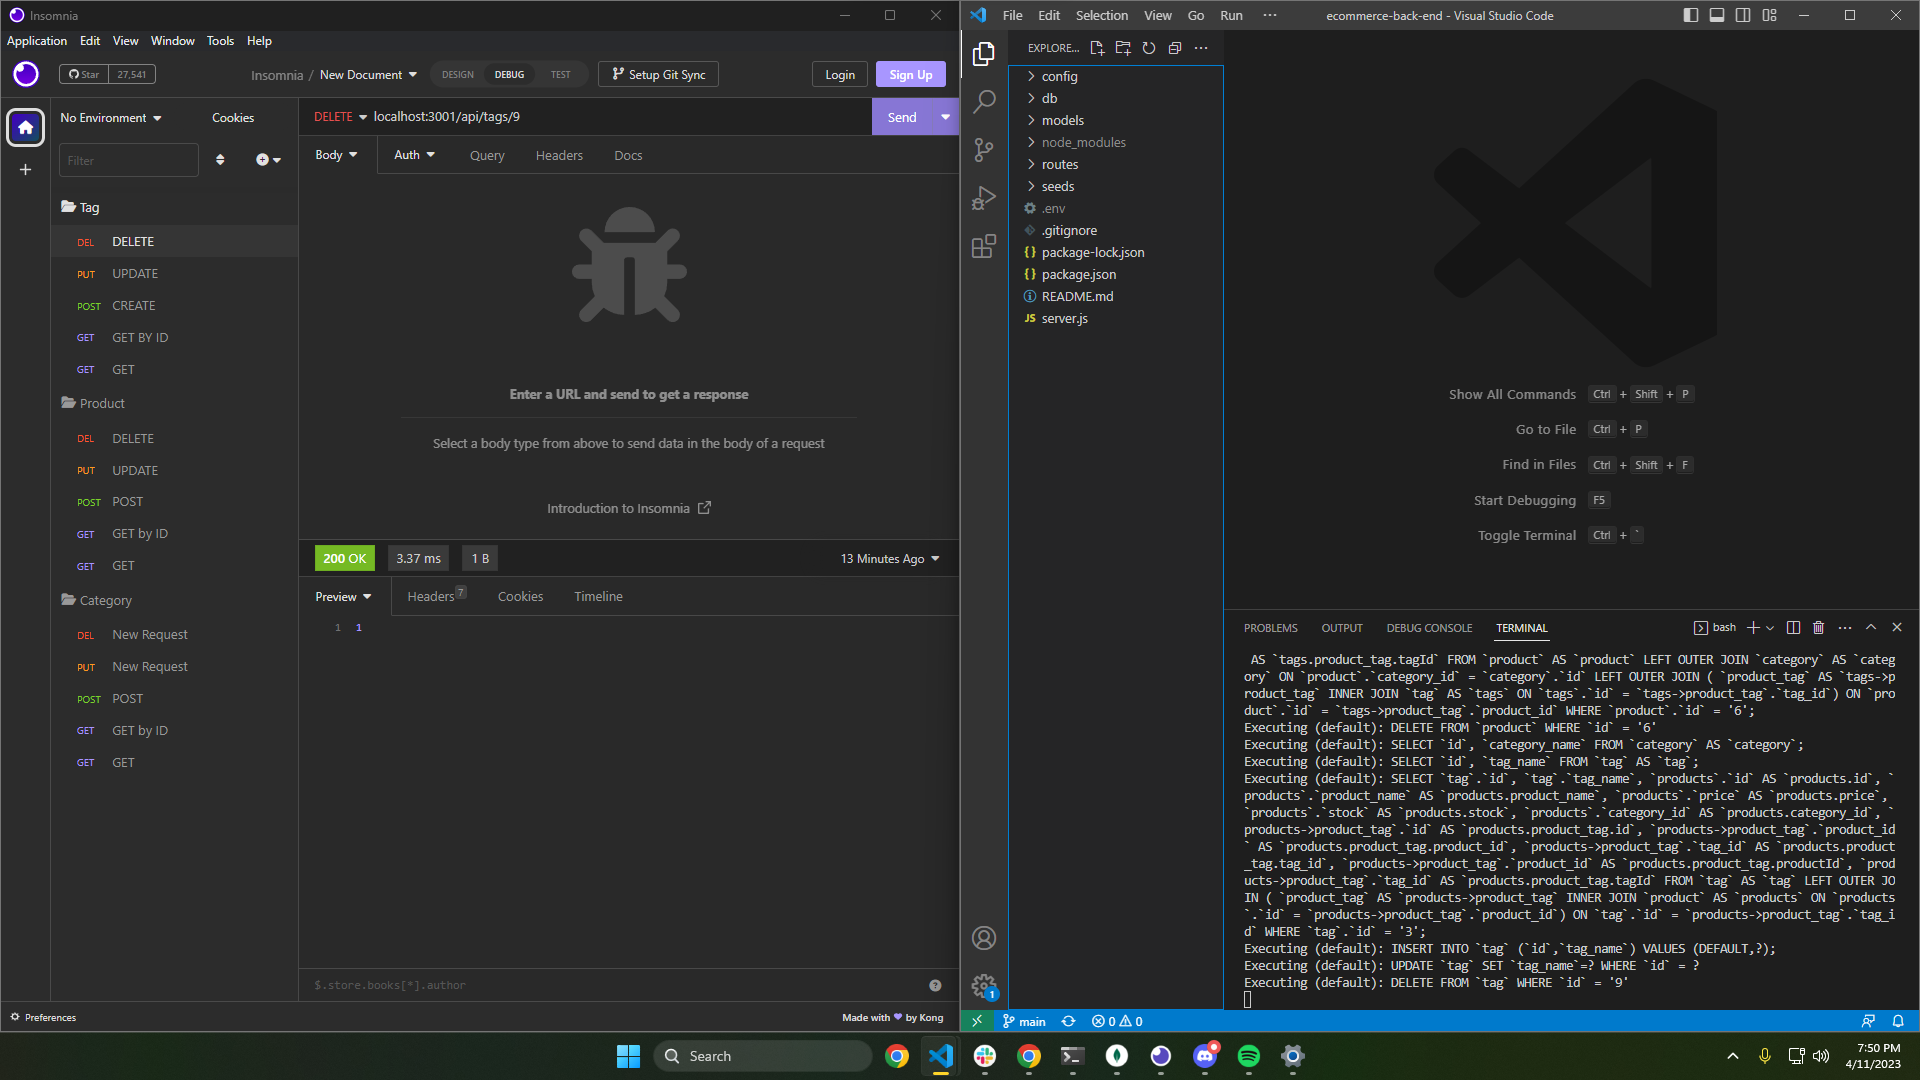 Insomnia
Application Edit View Window Tools Help
Star 27,541
Insomnia / New Document
DESIGN DEBUG TEST
Setup Git Sync
Login
Sign Up
No Environment
Cookies
Filter
Tag
DEL DELETE
PUT UPDATE
POST CREATE
GET GET BY ID
GET GET
Product
DEL DELETE
PUT UPDATE
POST POST
GET GET by ID
GET GET
Category
DEL New Request
PUT New Request
POST POST
GET GET by ID
GET GET
Preferences
DELETE localhost:3001/api/tags/9
Send
Body Auth Query Headers Docs
Enter a URL and send to get a response
Select a body type from above to send data in the body of a request
Introduction to Insomnia
200 OK 3.37 ms 1 B
13 Minutes Ago
Preview Headers 7 Cookies Timeline
1 1
$.store.books[*].author
Made with by Kong
File Edit Selection View Go Run ···
ecommerce-back-end - Visual Studio Code
EXPLORE...
config
db
models
node_modules
routes
seeds
.env
.gitignore
{} package-lock.json
{} package.json
README.md
JS server.js
1
Show All Commands Ctrl + Shift + P
Go to File Ctrl + P
Find in Files Ctrl + Shift + F
Start Debugging F5
Toggle Terminal Ctrl + `
PROBLEMS OUTPUT DEBUG CONSOLE TERMINAL
bash
AS `tags.product_tag.tagId` FROM `product` AS `product` LEFT OUTER JOIN `category` AS `categ
ory` ON `product`.`category_id` = `category`.`id` LEFT OUTER JOIN ( `product_tag` AS `tags->p
roduct_tag` INNER JOIN `tag` AS `tags` ON `tags`.`id` = `tags->product_tag`.`tag_id`) ON `pro
duct`.`id` = `tags->product_tag`.`product_id` WHERE `product`.`id` = '6';
Executing (default): DELETE FROM `product` WHERE `id` = '6'
Executing (default): SELECT `id`, `category_name` FROM `category` AS `category`;
Executing (default): SELECT `id`, `tag_name` FROM `tag` AS `tag`;
Executing (default): SELECT `tag`.`id`, `tag`.`tag_name`, `products`.`id` AS `products.id`, `
products`.`product_name` AS `products.product_name`, `products`.`price` AS `products.price`,
`products`.`stock` AS `products.stock`, `products`.`category_id` AS `products.category_id`, `
products->product_tag`.`id` AS `products.product_tag.id`, `products->product_tag`.`product_id
` AS `products.product_tag.product_id`, `products->product_tag`.`tag_id` AS `products.product
_tag.tag_id`, `products->product_tag`.`product_id` AS `products.product_tag.productId`, `prod
ucts->product_tag`.`tag_id` AS `products.product_tag.tagId` FROM `tag` AS `tag` LEFT OUTER JO
IN ( `product_tag` AS `products->product_tag` INNER JOIN `product` AS `products` ON `products
`.`id` = `products->product_tag`.`product_id`) ON `tag`.`id` = `products->product_tag`.`tag_i
d` WHERE `tag`.`id` = '3';
Executing (default): INSERT INTO `tag` (`id`,`tag_name`) VALUES (DEFAULT,?);
Executing (default): UPDATE `tag` SET `tag_name`=? WHERE `id` = ?
Executing (default): DELETE FROM `tag` WHERE `id` = '9'
main 0 0
Search
7:50 PM
4/11/2023